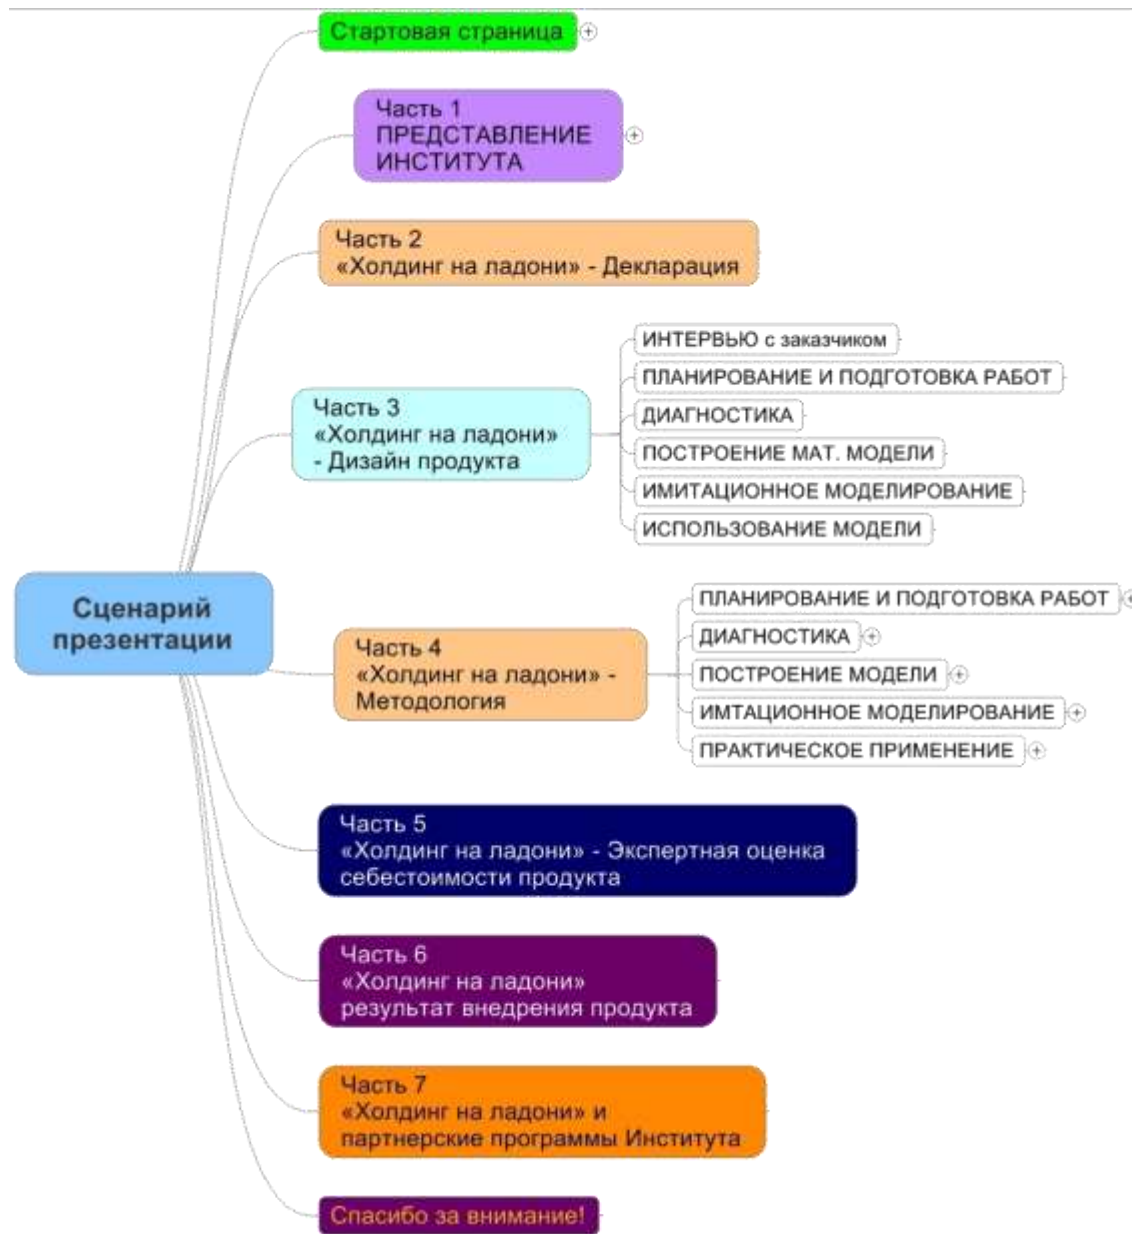 Стартовая страница
Часть 1
ПРЕДСТАВЛЕНИЕ
ИНСТИТУТА
Часть 2
«Холдинг на ладони» - Декларация
Часть 3
«Холдинг на ладони»
- Дизайн продукта
ИНТЕРВЬЮ с заказчиком
ПЛАНИРОВАНИЕ И ПОДГОТОВКА РАБОТ
ДИАГНОСТИКА
ПОСТРОЕНИЕ МАТ. МОДЕЛИ
ИМИТАЦИОННОЕ МОДЕЛИРОВАНИЕ
ИСПОЛЬЗОВАНИЕ МОДЕЛИ
Сценарий
презентации
Часть 4
«Холдинг на ладони» -
Методология
ПЛАНИРОВАНИЕ И ПОДГОТОВКА РАБОТ
ДИАГНОСТИКА
ПОСТРОЕНИЕ МОДЕЛИ
ИМТАЦИОННОЕ МОДЕЛИРОВАНИЕ
ПРАКТИЧЕСКОЕ ПРИМЕНЕНИЕ
Часть 5
«Холдинг на ладони» - Экспертная оценка
себестоимости продукта
Часть 6
«Холдинг на ладони»
результат внедрения продукта
Часть 7
«Холдинг на ладони» и
партнерские программы Института
Спасибо за внимание!